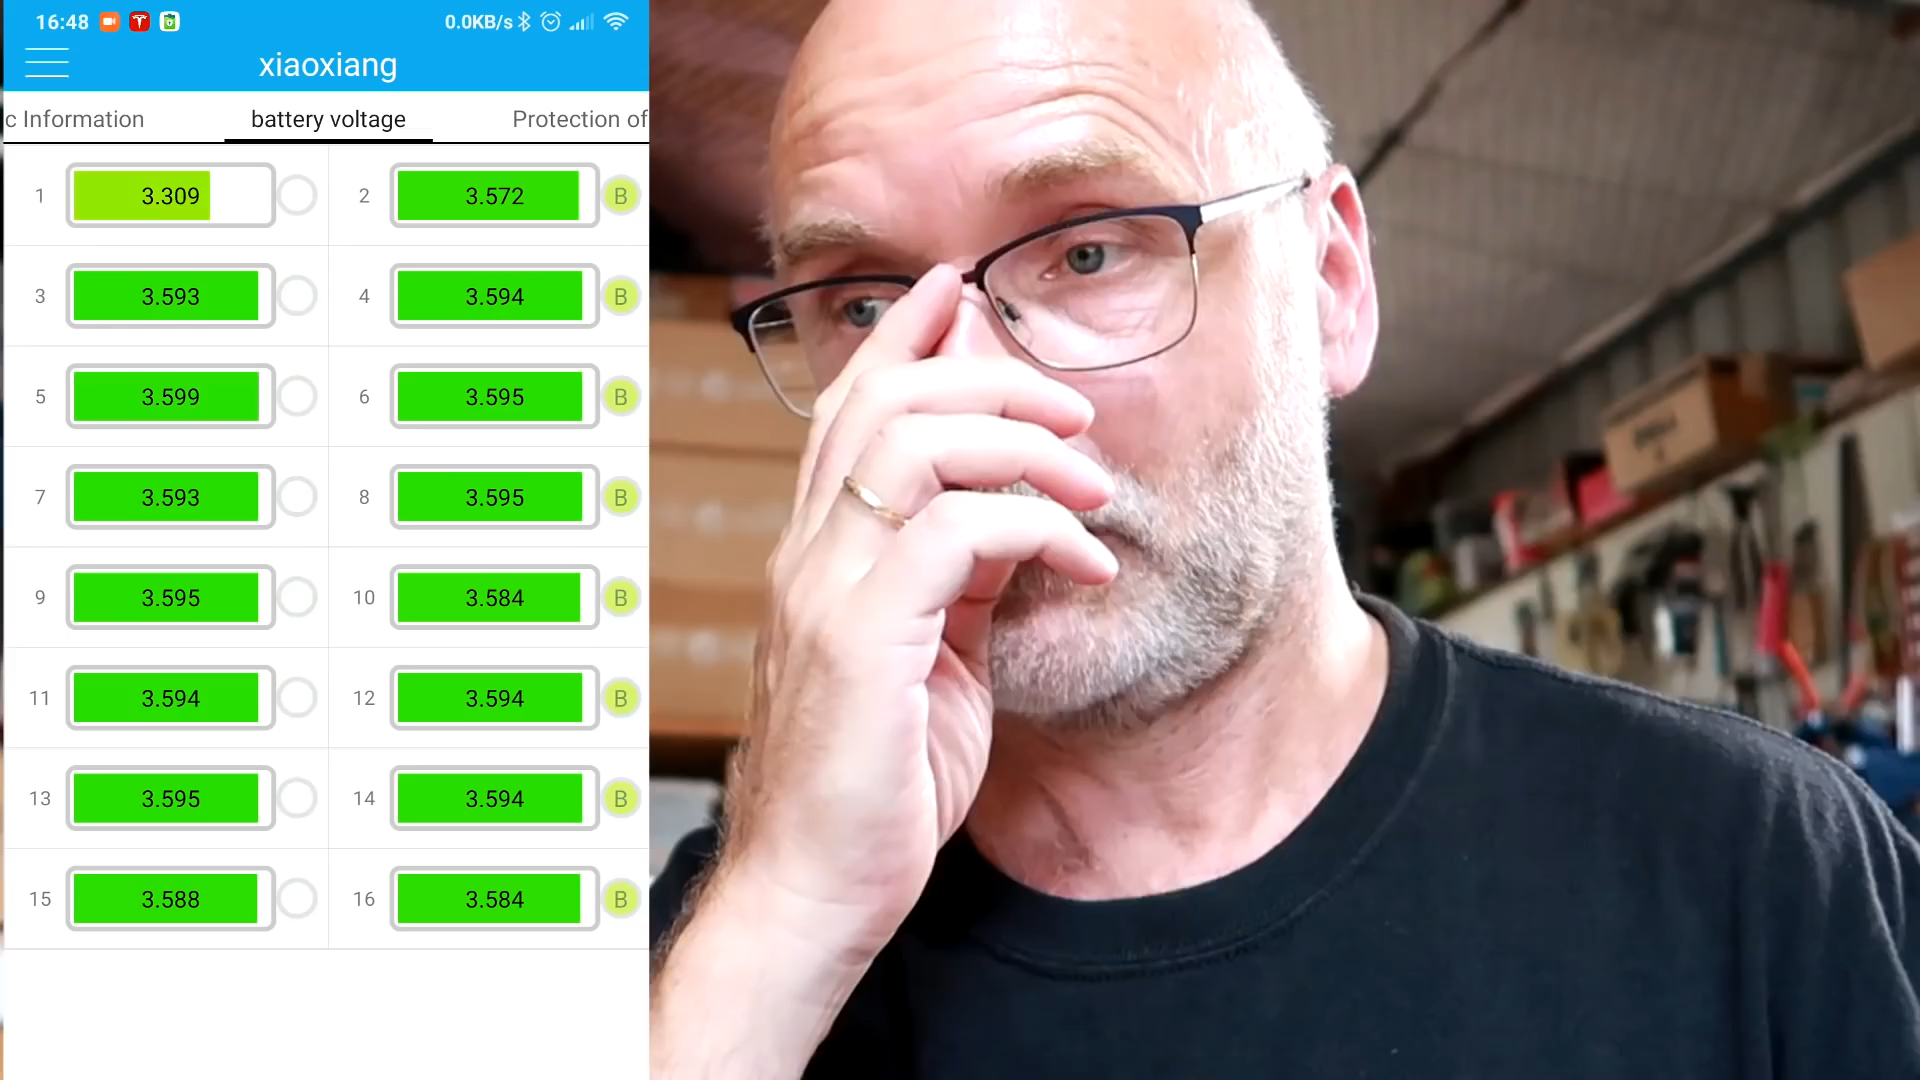 16:48 0.0KB/s
xiaoxiang
c Information battery voltage Protection of
1 3.309 2 3.572 B
3 3.593 4 3.594 B
5 3.599 6 3.595 B
7 3.593 8 3.595 B
9 3.595 10 3.584 B
11 3.594 12 3.594 B
13 3.595 14 3.594 B
15 3.588 16 3.584 B